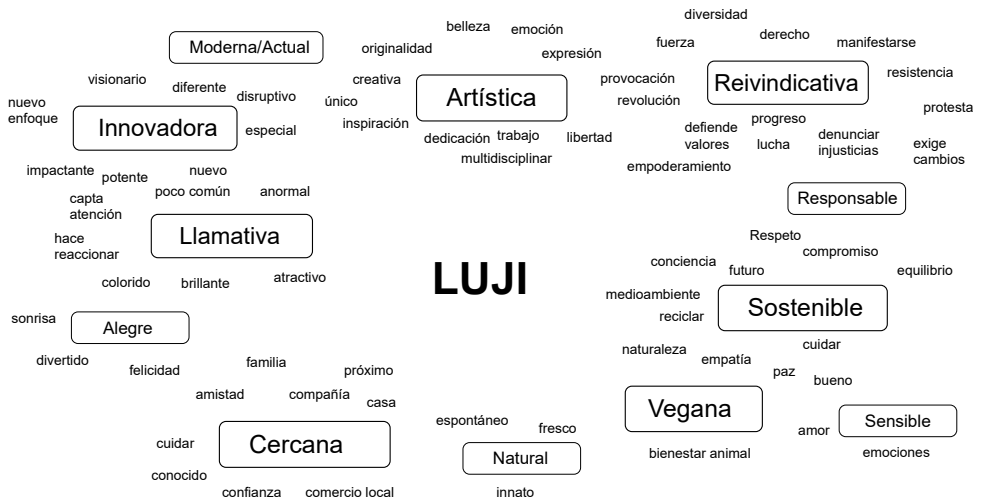 diversidad
belleza
emoción
derecho
fuerza
manifestarse
Moderna/Actual
originalidad
expresión
visionario
diferente
disruptivo
creativa
único
inspiración
Artística
provocación
revolución
Reivindicativa
resistencia
nuevo
enfoque
Innovadora
especial
dedicación
trabajo
libertad
multidisciplinar
progreso
protesta
defiende
valores
lucha
denunciar
injusticias
exige
cambios
empoderamiento
impactante
potente
nuevo
poco común
anormal
capta
atención
Responsable
hace
reaccionar
Llamativa
Respeto
compromiso
conciencia
futuro
equilibrio
LUJI
colorido
brillante
atractivo
medioambiente
reciclar
Sostenible
sonrisa
Alegre
divertido
felicidad
familia
próximo
naturaleza
empatía
cuidar
paz
bueno
amistad
compañía
casa
Vegana
amor
Sensible
emociones
cuidar
Cercana
espontáneo
fresco
Natural
bienestar animal
conocido
confianza
comercio local
innato